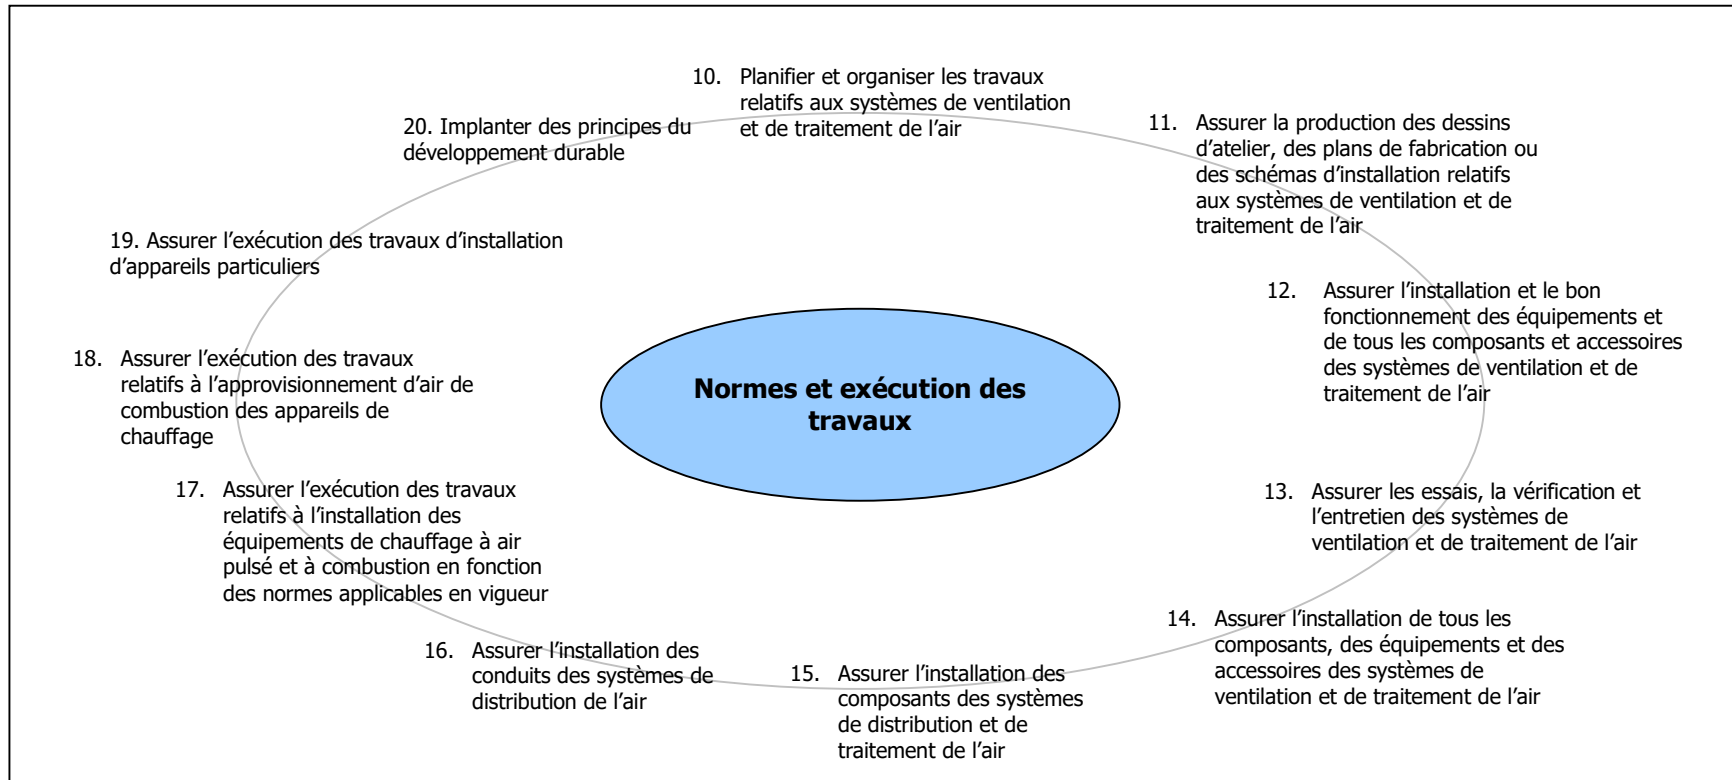 10. Planifier et organiser les travaux
relatifs aux systèmes de ventilation
et de traitement de l’air
11. Assurer la production des dessins
d’atelier, des plans de fabrication ou
des schémas d’installation relatifs
aux systèmes de ventilation et de
traitement de l’air
12. Assurer l’installation et le bon
fonctionnement des équipements et
de tous les composants et accessoires
des systèmes de ventilation et de
traitement de l’air
13. Assurer les essais, la vérification et
l’entretien des systèmes de
ventilation et de traitement de l’air
14. Assurer l’installation de tous les
composants, des équipements et des
accessoires des systèmes de
ventilation et de traitement de l’air
15. Assurer l’installation des
composants des systèmes
de distribution et de
traitement de l’air
16. Assurer l’installation des
conduits des systèmes de
distribution de l’air
17. Assurer l’exécution des travaux
relatifs à l’installation des
équipements de chauffage à air
pulsé et à combustion en fonction
des normes applicables en vigueur
18. Assurer l’exécution des travaux
relatifs à l’approvisionnement d’air de
combustion des appareils de
chauffage
19. Assurer l’exécution des travaux d’installation
d’appareils particuliers
20. Implanter des principes du
développement durable
Normes et exécution des
travaux